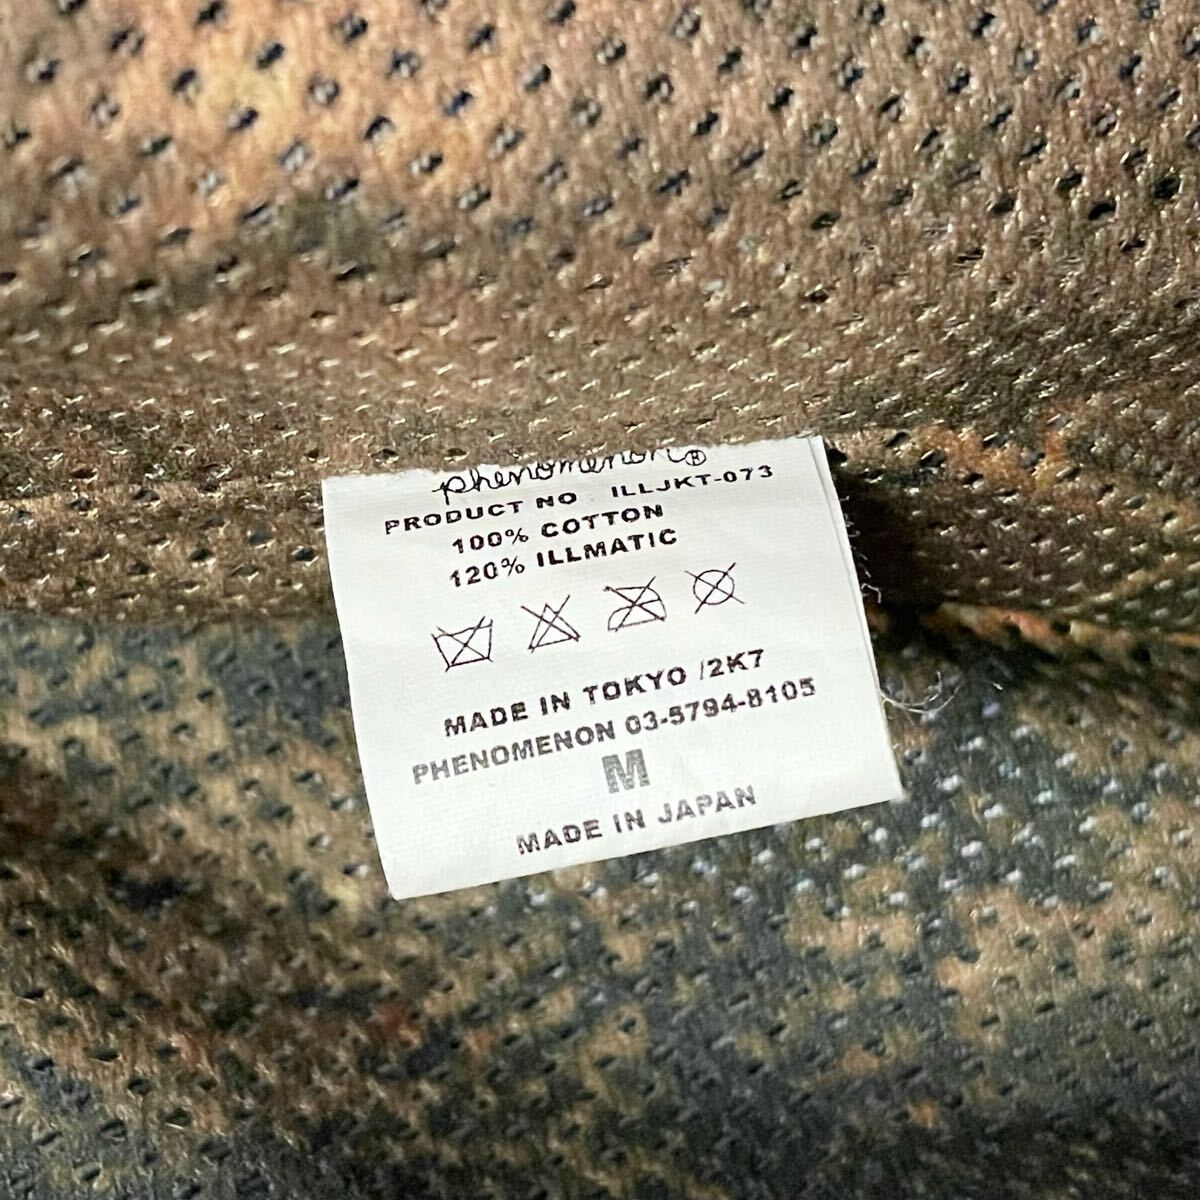 phenomenon®
PRODUCT NO ILLJKT-073
100% COTTON
120% ILLMATIC
MADE IN TOKYO /2K7
PHENOMENON 03-5794-8105
M
MADE IN JAPAN